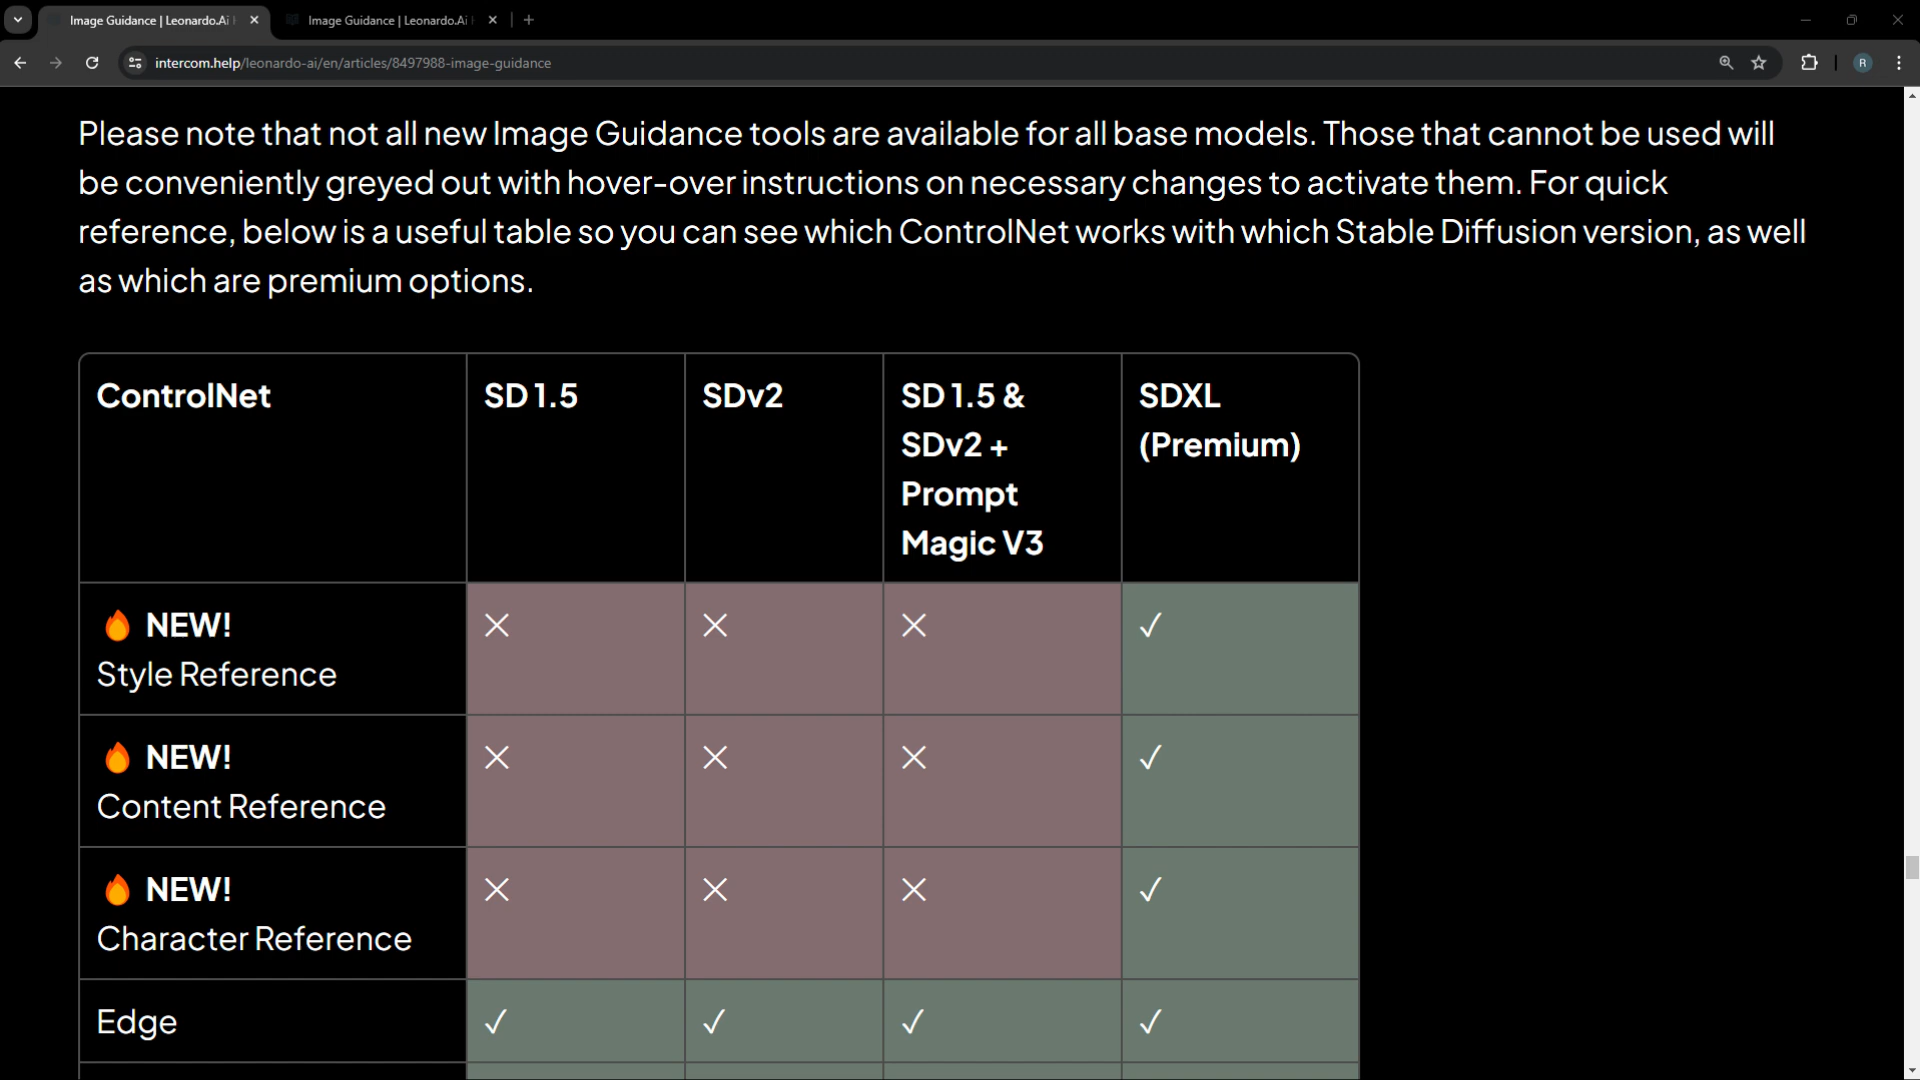 Image Guidance | Leonardo.Ai
Image Guidance | Leonardo.Ai
intercom.help/leonardo-ai/en/articles/8497988-image-guidance
R
Please note that not all new Image Guidance tools are available for all base models. Those that cannot be used will
be conveniently greyed out with hover-over instructions on necessary changes to activate them. For quick
reference, below is a useful table so you can see which ControlNet works with which Stable Diffusion version, as well
as which are premium options.
ControlNet
SD 1.5
SDv2
SD 1.5 &
SDv2 +
Prompt
Magic V3
SDXL
(Premium)
🔥 NEW!
Style Reference
✕ ✕ ✕ ✓
🔥 NEW!
Content Reference
✕ ✕ ✕ ✓
🔥 NEW!
Character Reference
✕ ✕ ✕ ✓
Edge ✓ ✓ ✓ ✓